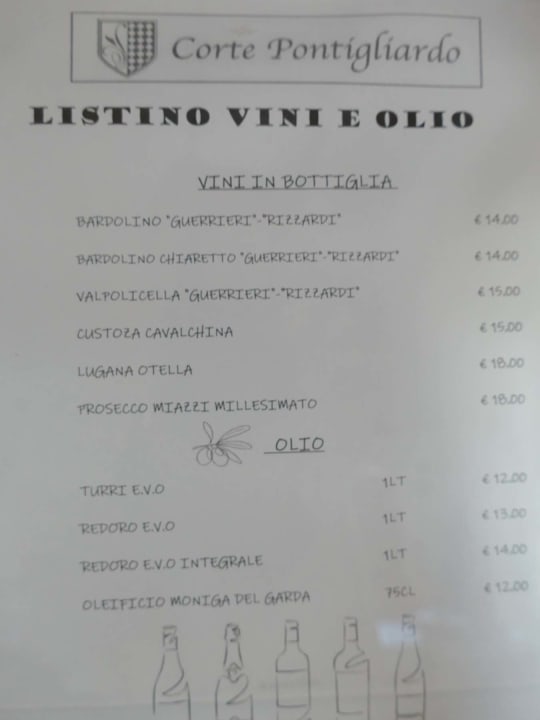 Corte Pontigliardo
LISTINO VINI E OLIO
VINI IN BOTTIGLIA
BARDOLINO "GUERRIERI"-"RIZZARDI" € 14,00
BARDOLINO CHIARETTO "GUERRIERI"-"RIZZARDI" € 14,00
VALPOLICELLA "GUERRIERI"-"RIZZARDI" € 15,00
CUSTOZA CAVALCHINA € 15,00
LUGANA OTELLA € 18,00
PROSECCO MIAZZI MILLESIMATO € 18,00
OLIO
TURRI E.V.O 1LT € 12,00
REDORO E.V.O 1LT € 13,00
REDORO E.V.O INTEGRALE 1LT € 14,00
OLEIFICIO MONIGA DEL GARDA 75CL € 12,00